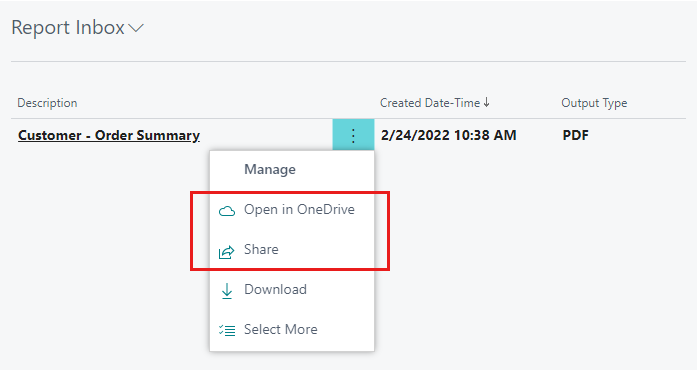 Report Inbox
Description Created Date-Time Output Type
Customer - Order Summary 2/24/2022 10:38 AM PDF
Manage
Open in OneDrive
Share
Download
Select More